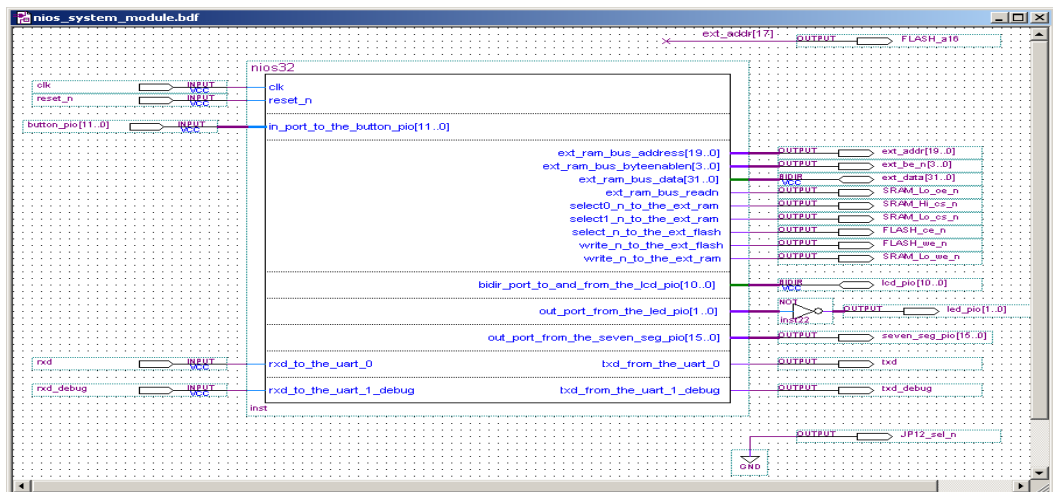 nios_system_module.bdf
ext_addr[17] OUTPUT FLASH_a16
nios32
clk INPUT VCC clk
reset_n INPUT VCC reset_n
button_pio[11..0] INPUT VCC in_port_to_the_button_pio[11..0]
ext_ram_bus_address[19..0] OUTPUT ext_addr[19..0]
ext_ram_bus_byteenablen[3..0] OUTPUT ext_be_n[3..0]
ext_ram_bus_data[31..0] BIDIR VCC ext_data[31..0]
ext_ram_bus_readn OUTPUT SRAM_Lo_oe_n
select0_n_to_the_ext_ram OUTPUT SRAM_Hi_cs_n
select1_n_to_the_ext_ram OUTPUT SRAM_Lo_cs_n
select_n_to_the_ext_flash OUTPUT FLASH_ce_n
write_n_to_the_ext_flash OUTPUT FLASH_we_n
write_n_to_the_ext_ram OUTPUT SRAM_Lo_we_n
bidir_port_to_and_from_the_lcd_pio[10..0] BIDIR VCC lcd_pio[10..0]
NOT
out_port_from_the_led_pio[1..0] OUTPUT led_pio[1..0]
inst22
out_port_from_the_seven_seg_pio[15..0] OUTPUT seven_seg_pio[15..0]
rxd INPUT VCC rxd_to_the_uart_0 txd_from_the_uart_0 OUTPUT txd
rxd_debug INPUT VCC rxd_to_the_uart_1_debug txd_from_the_uart_1_debug OUTPUT txd_debug
inst
OUTPUT JP12_sel_n
GND